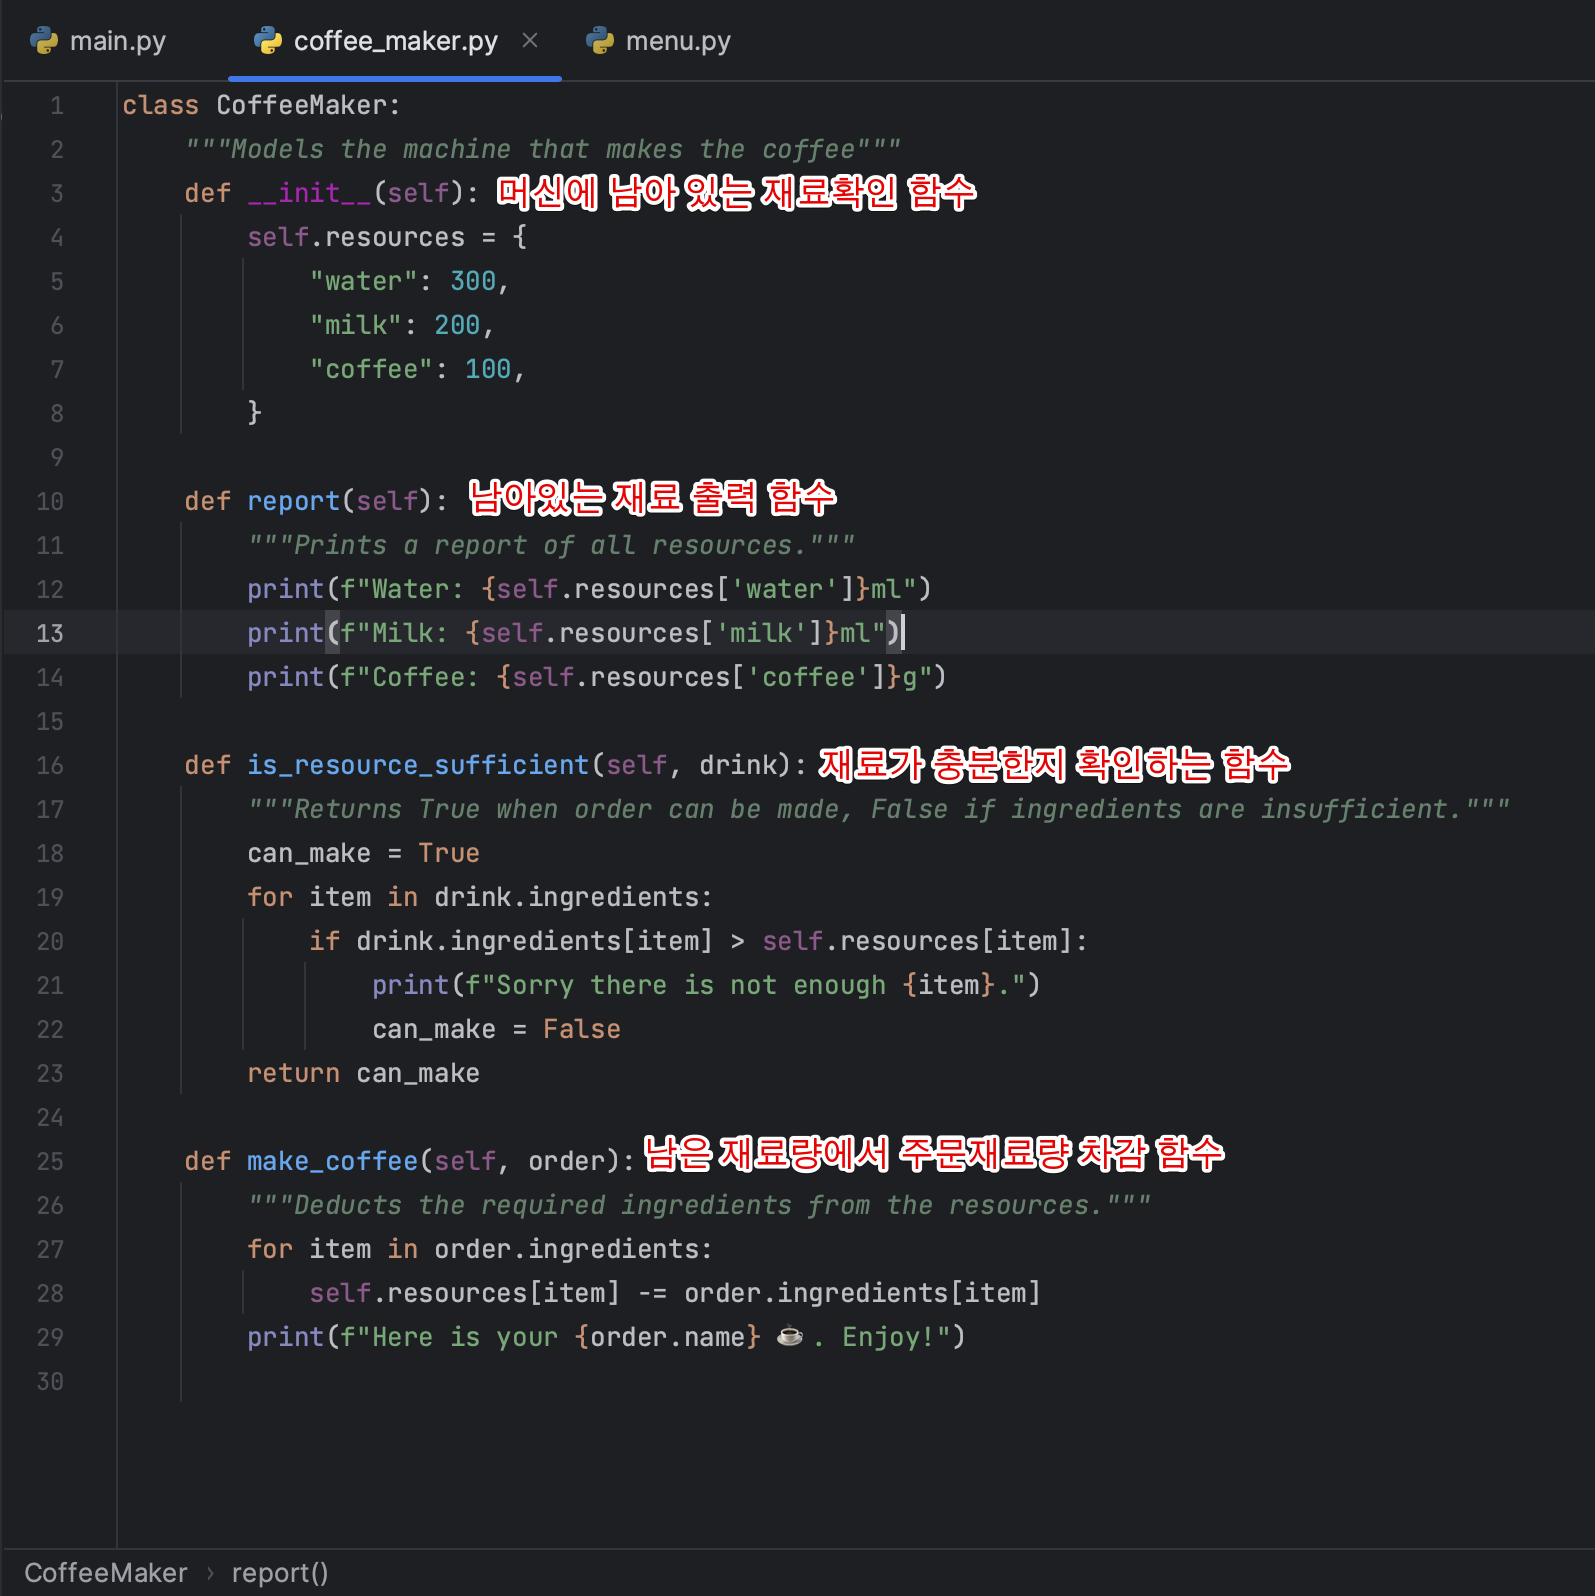 main.py coffee_maker.py × menu.py
1 class CoffeeMaker:
2 """Models the machine that makes the coffee"""
3 def __init__(self): 머신에 남아 있는 재료확인 함수
4 self.resources = {
5 "water": 300,
6 "milk": 200,
7 "coffee": 100,
8 }
9
10 def report(self): 남아있는 재료 출력 함수
11 """Prints a report of all resources."""
12 print(f"Water: {self.resources['water']}ml")
13 print(f"Milk: {self.resources['milk']}ml")
14 print(f"Coffee: {self.resources['coffee']}g")
15
16 def is_resource_sufficient(self, drink): 재료가 충분한지 확인하는 함수
17 """Returns True when order can be made, False if ingredients are insufficient."""
18 can_make = True
19 for item in drink.ingredients:
20 if drink.ingredients[item] > self.resources[item]:
21 print(f"Sorry there is not enough {item}.")
22 can_make = False
23 return can_make
24
25 def make_coffee(self, order): 남은 재료량에서 주문재료량 차감 함수
26 """Deducts the required ingredients from the resources."""
27 for item in order.ingredients:
28 self.resources[item] -= order.ingredients[item]
29 print(f"Here is your {order.name} ☕. Enjoy!")
30
CoffeeMaker › report()